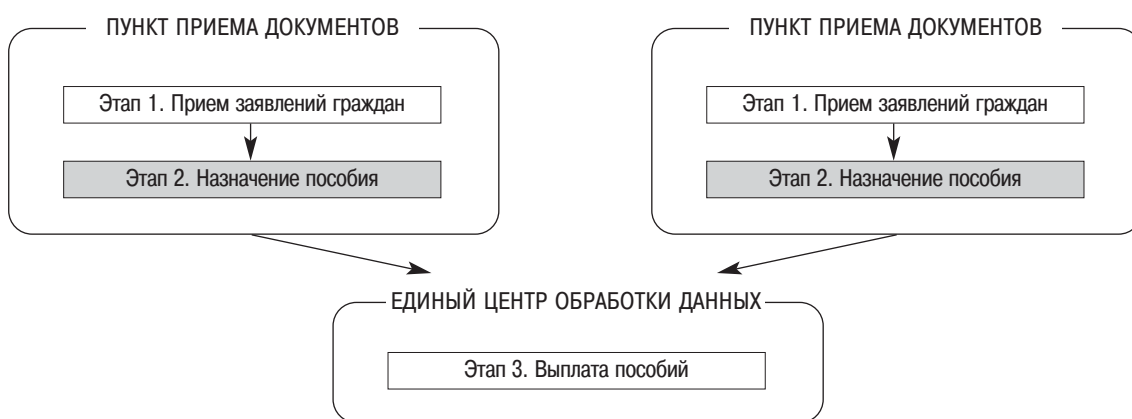 ПУНКТ ПРИЕМА ДОКУМЕНТОВ
Этап 1. Прием заявлений граждан
Этап 2. Назначение пособия
ПУНКТ ПРИЕМА ДОКУМЕНТОВ
Этап 1. Прием заявлений граждан
Этап 2. Назначение пособия
ЕДИНЫЙ ЦЕНТР ОБРАБОТКИ ДАННЫХ
Этап 3. Выплата пособий